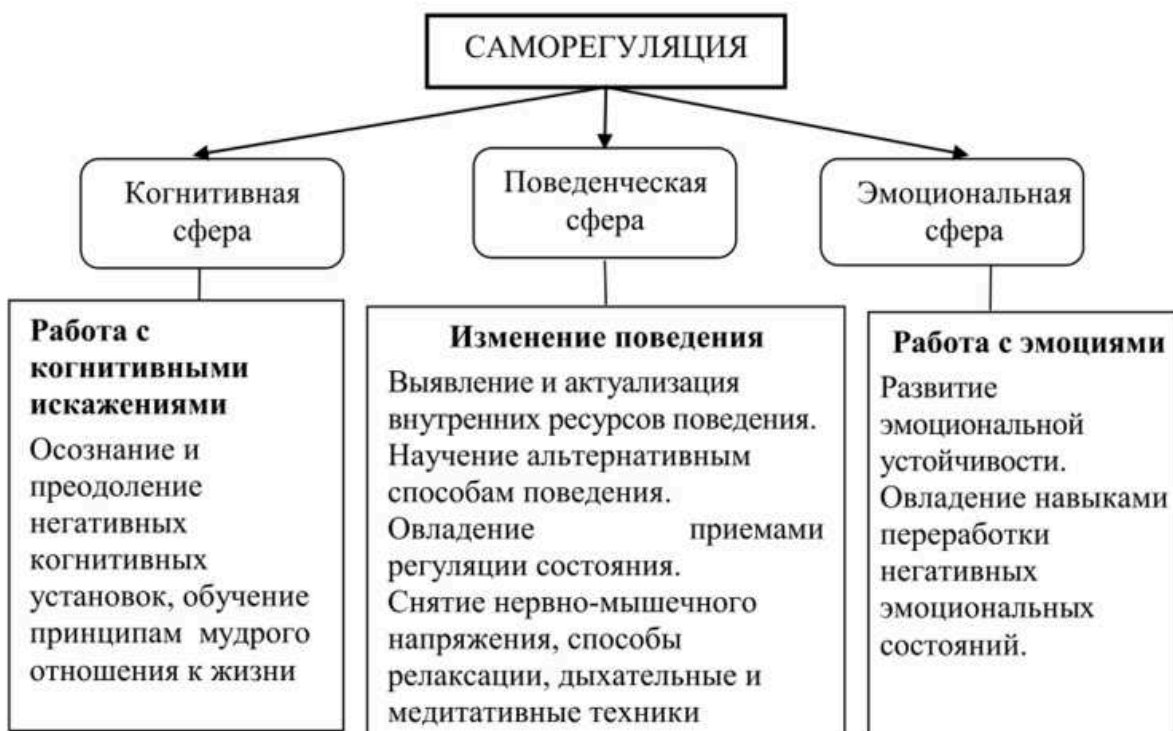 САМОРЕГУЛЯЦИЯ
Когнитивная
сфера
Поведенческая
сфера
Эмоциональная
сфера
Работа с
когнитивными
искажениями
Осознание и
преодоление
негативных
когнитивных
установок, обучение
принципам мудрого
отношения к жизни
Изменение поведения
Выявление и актуализация
внутренних ресурсов поведения.
Научение альтернативным
способам поведения.
Овладение приемами
регуляции состояния.
Снятие нервно-мышечного
напряжения, способы
релаксации, дыхательные и
медитативные техники
Работа с эмоциями
Развитие
эмоциональной
устойчивости.
Овладение навыками
переработки
негативных
эмоциональных
состояний.